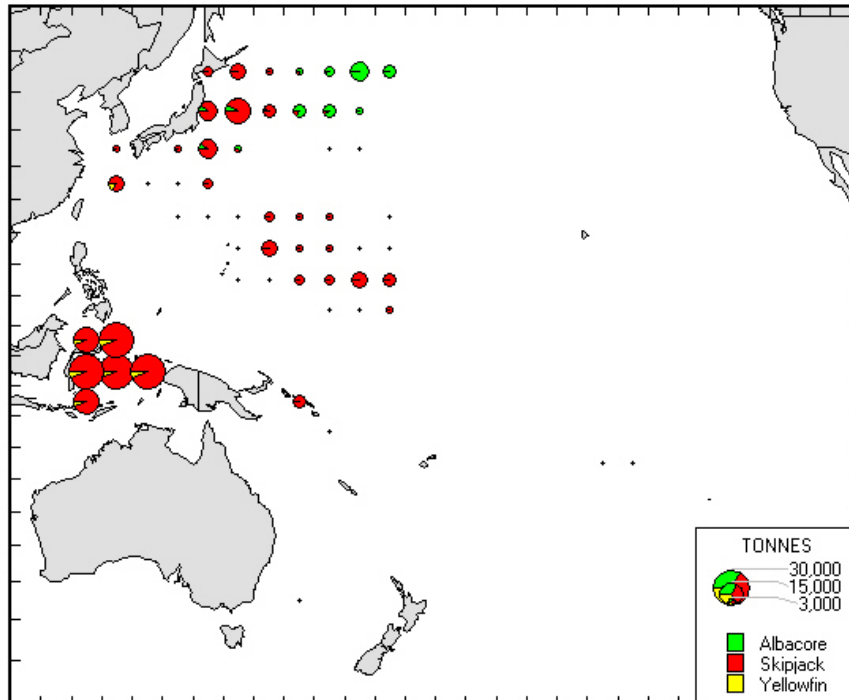 TONNES
30,000
15,000
3,000
Albacore
Skipjack
Yellowfin